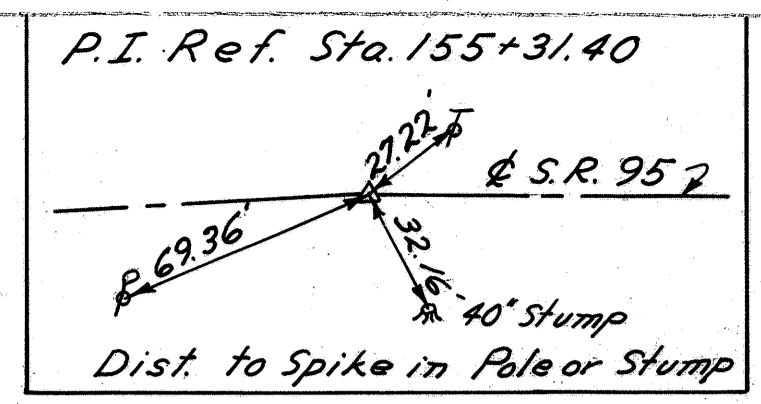 P.I. Ref. Sta. 155+31.40
27.22'
T
℄ S.R. 95
69.36'
P
32.16'
40" Stump
Dist. to Spike in Pole or Stump